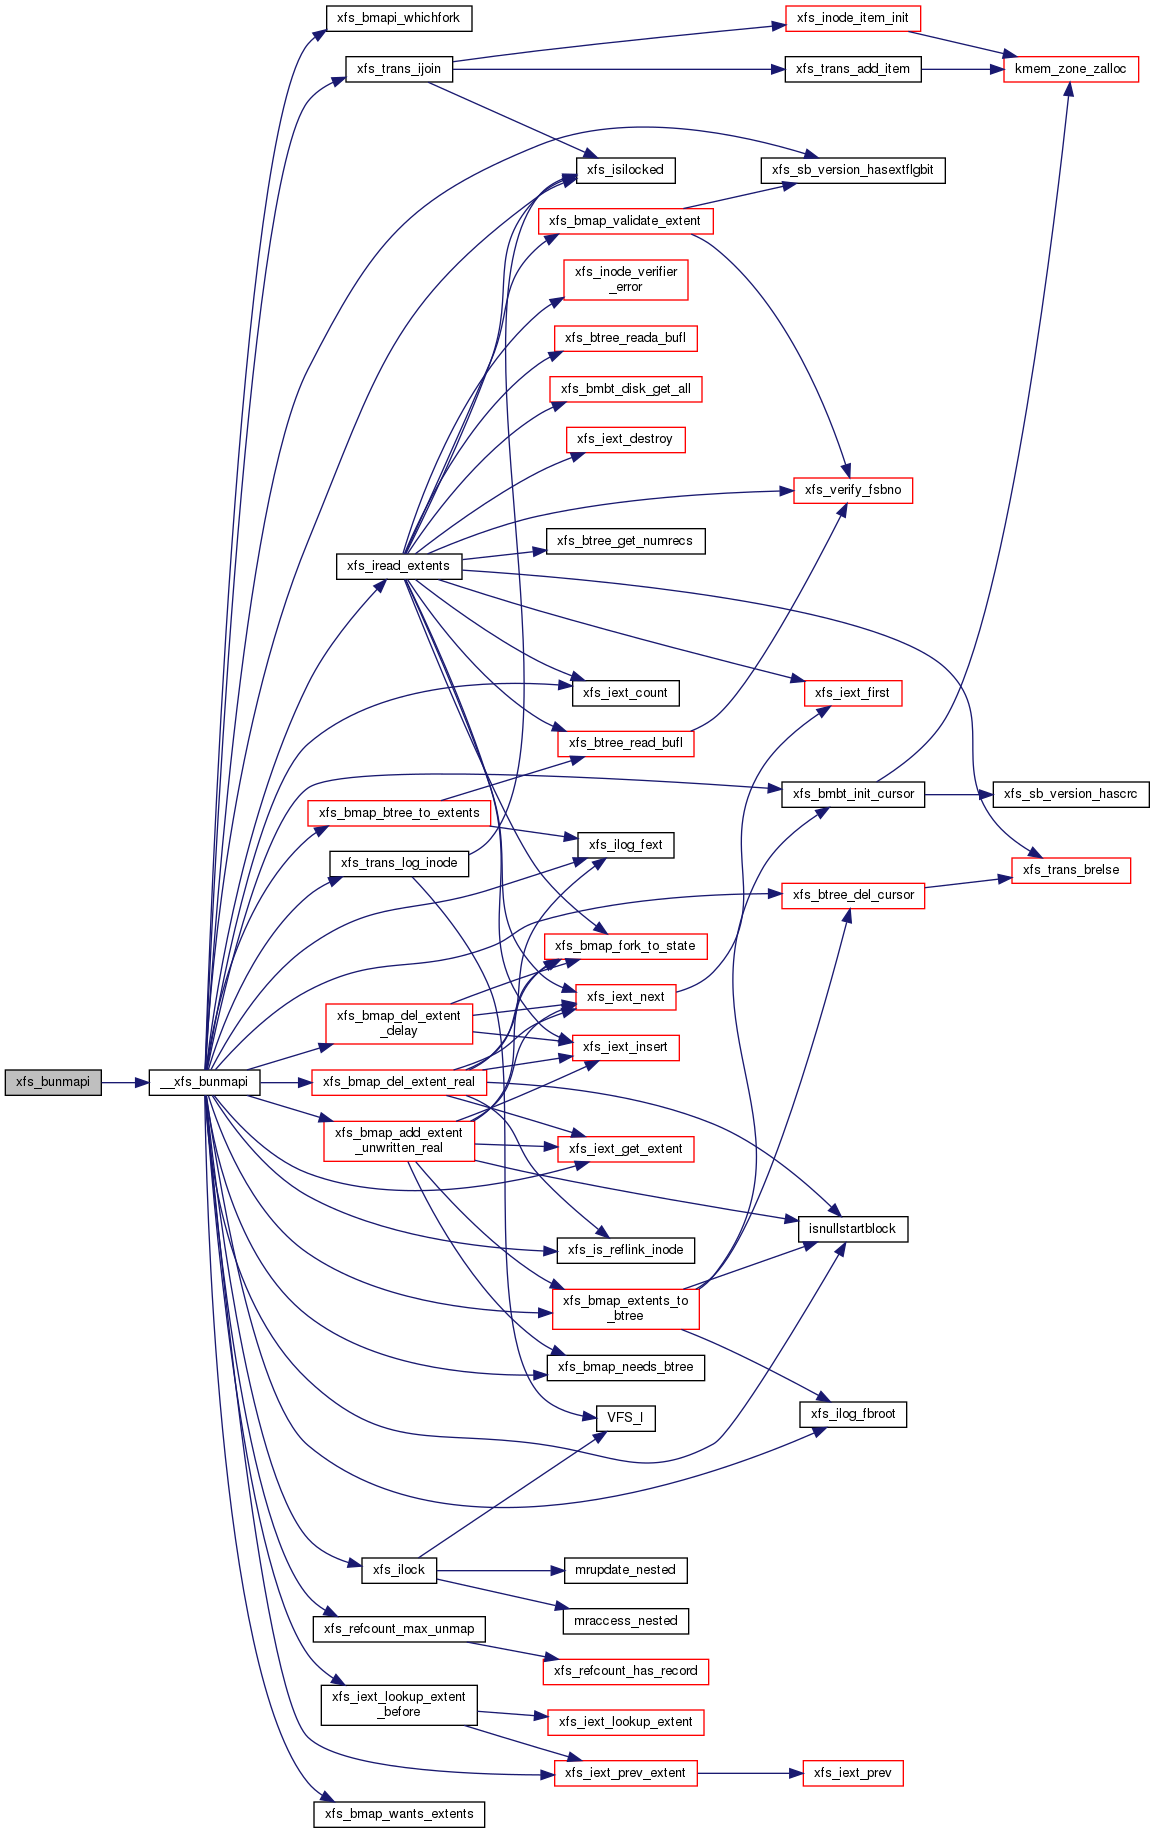 xfs_bmapi_whichfork
xfs_inode_item_init
xfs_trans_ijoin
xfs_trans_add_item
kmem_zone_zalloc
xfs_isilocked
xfs_sb_version_hasextflgbit
xfs_bmap_validate_extent
xfs_inode_verifier
_error
xfs_btree_reada_bufl
xfs_bmbt_disk_get_all
xfs_iext_destroy
xfs_verify_fsbno
xfs_btree_get_numrecs
xfs_iread_extents
xfs_iext_count
xfs_iext_first
xfs_btree_read_bufl
xfs_bmbt_init_cursor
xfs_sb_version_hascrc
xfs_bmap_btree_to_extents
xfs_ilog_fext
xfs_trans_log_inode
xfs_trans_brelse
xfs_btree_del_cursor
xfs_bmap_fork_to_state
xfs_iext_next
xfs_bmap_del_extent
_delay
xfs_iext_insert
xfs_bunmapi
__xfs_bunmapi
xfs_bmap_del_extent_real
xfs_bmap_add_extent
_unwritten_real
xfs_iext_get_extent
isnullstartblock
xfs_is_reflink_inode
xfs_bmap_extents_to
_btree
xfs_bmap_needs_btree
VFS_I
xfs_ilog_fbroot
xfs_ilock
mrupdate_nested
mraccess_nested
xfs_refcount_max_unmap
xfs_refcount_has_record
xfs_iext_lookup_extent
_before
xfs_iext_lookup_extent
xfs_iext_prev_extent
xfs_iext_prev
xfs_bmap_wants_extents